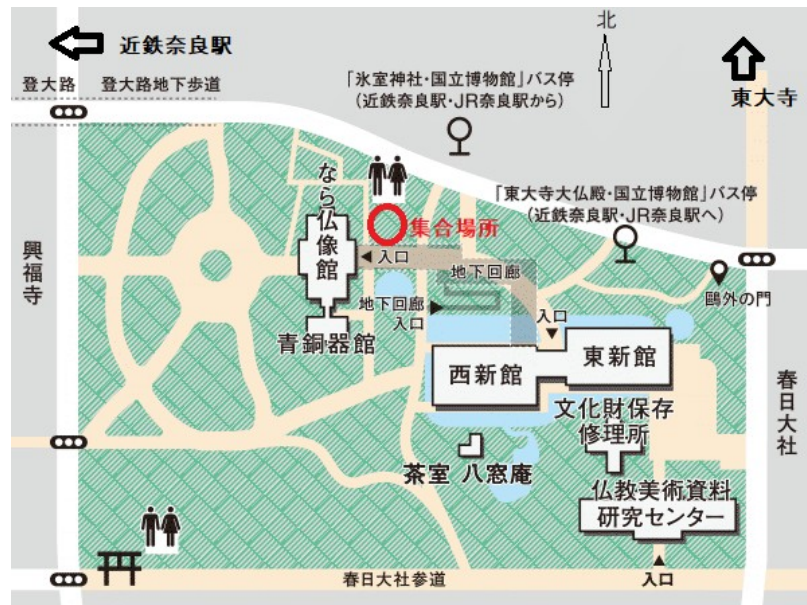 北
近鉄奈良駅
登大路
登大路地下歩道
「氷室神社・国立博物館」バス停
(近鉄奈良駅・JR奈良駅から)
東大寺
なら仏像館
集合場所
「東大寺大仏殿・国立博物館」バス停
(近鉄奈良駅・JR奈良駅へ)
興福寺
入口
地下回廊
鷗外の門
地下回廊
入口
入口
青銅器館
西新館
東新館
春日大社
文化財保存
修理所
茶室 八窓庵
仏教美術資料
研究センター
春日大社参道
入口